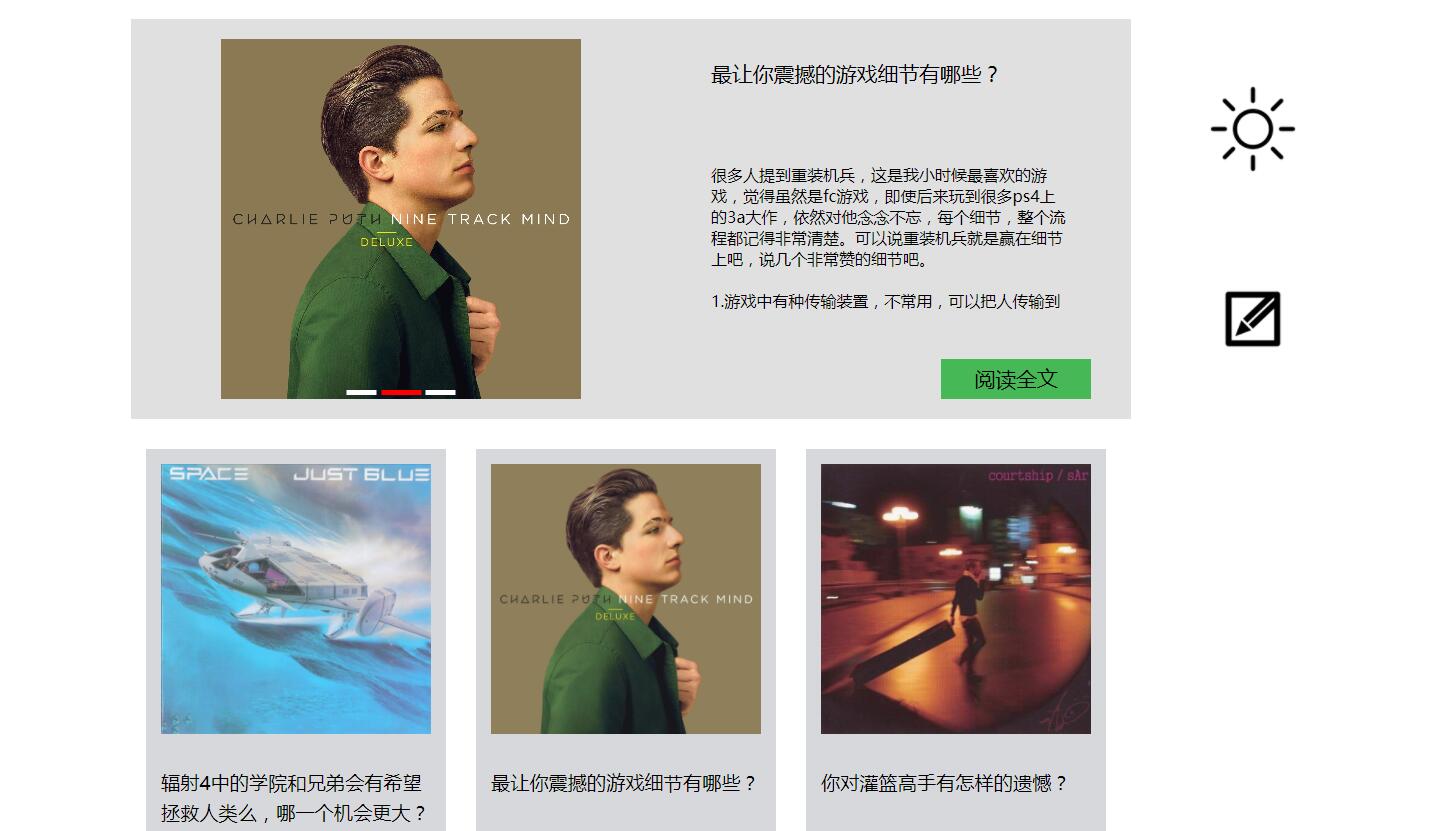 最让你震撼的游戏细节有哪些？
CHARLIE PUTH NINE TRACK MIND
DELUXE
很多人提到重装机兵，这是我小时候最喜欢的游
戏，觉得虽然是fc游戏，即使后来玩到很多ps4上
的3a大作，依然对他念念不忘，每个细节，整个流
程都记得非常清楚。可以说重装机兵就是赢在细节
上吧，说几个非常赞的细节吧。
1.游戏中有种传输装置，不常用，可以把人传输到
阅读全文
SPACE JUST BLUE
CHARLIE PUTH NINE TRACK MIND
DELUXE
courtship / sAr
辐射4中的学院和兄弟会有希望
拯救人类么，哪一个机会更大？
最让你震撼的游戏细节有哪些？
你对灌篮高手有怎样的遗憾？